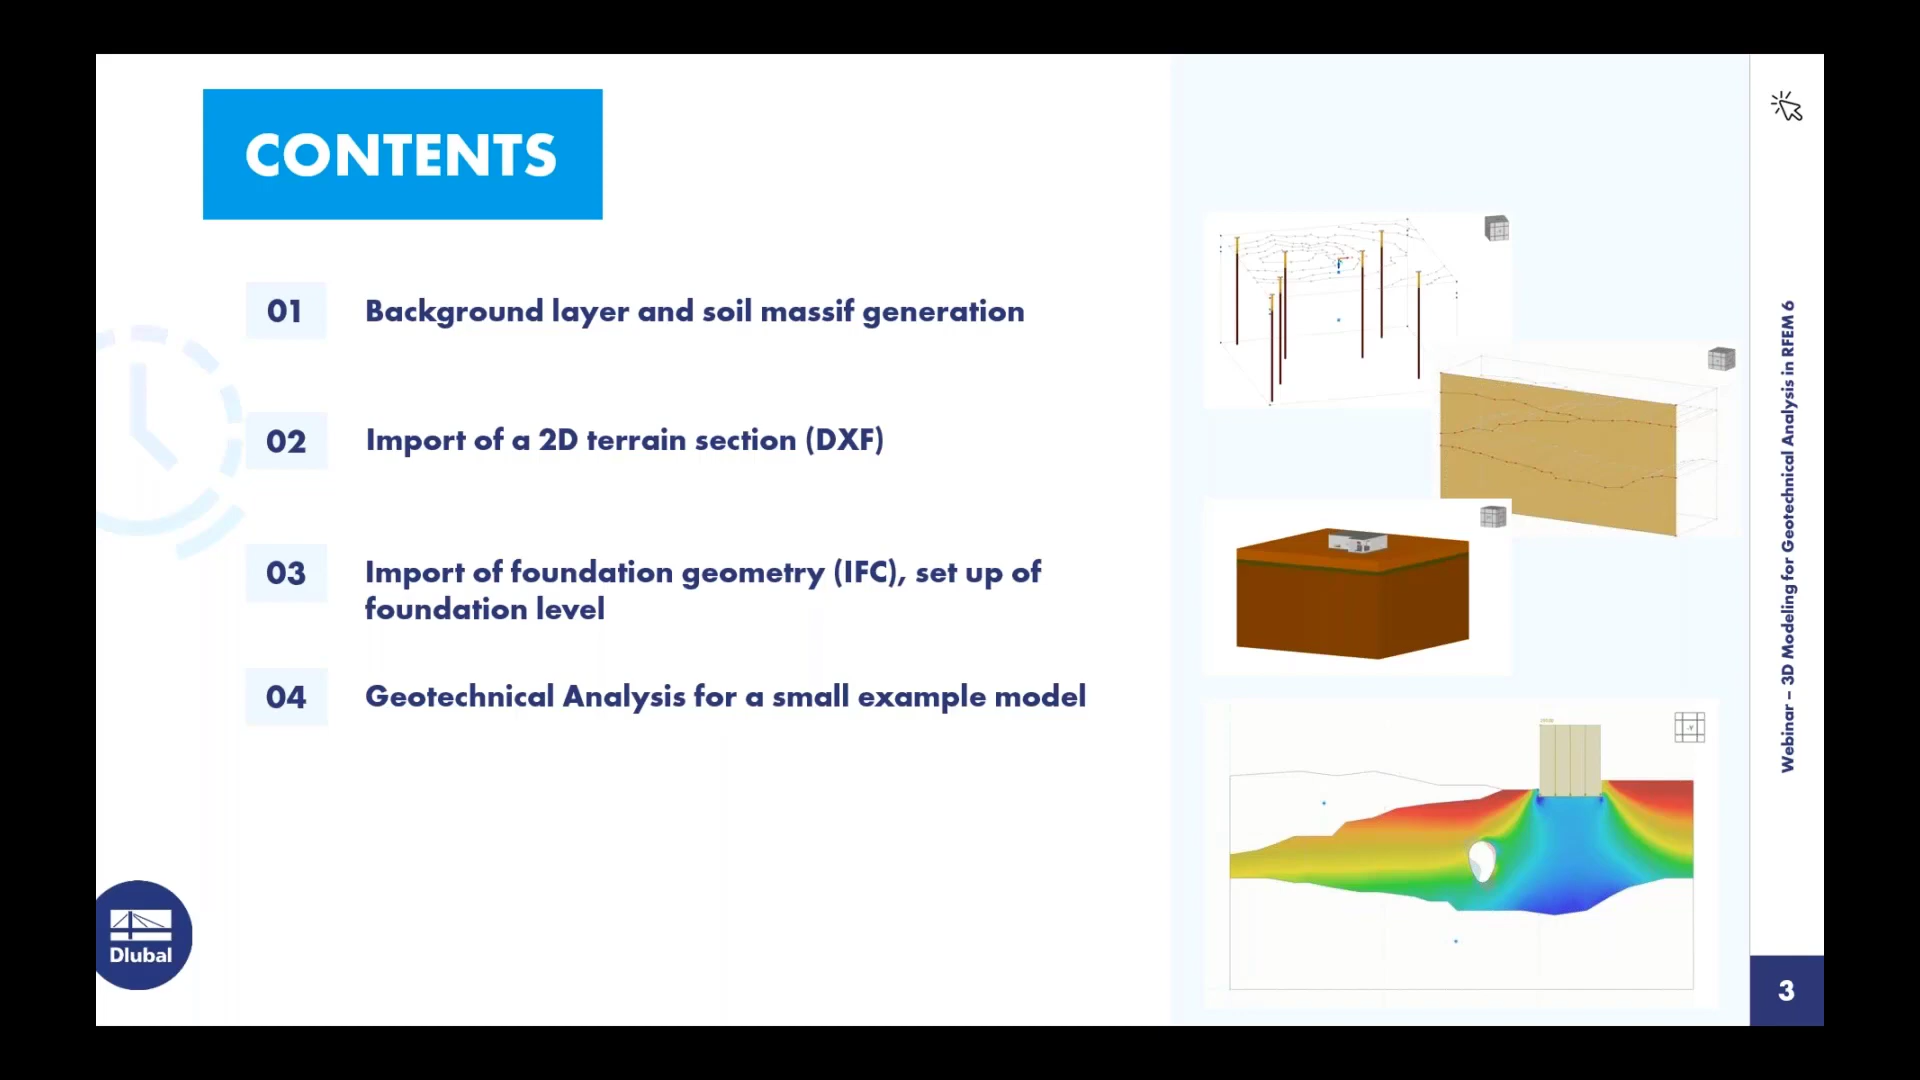 CONTENTS
01
Background layer and soil massif generation
02
Import of a 2D terrain section (DXF)
03
Import of foundation geometry (IFC), set up of
foundation level
04
Geotechnical Analysis for a small example model
Dlubal
Webinar – 3D Modeling for Geotechnical Analysis in RFEM 6
3